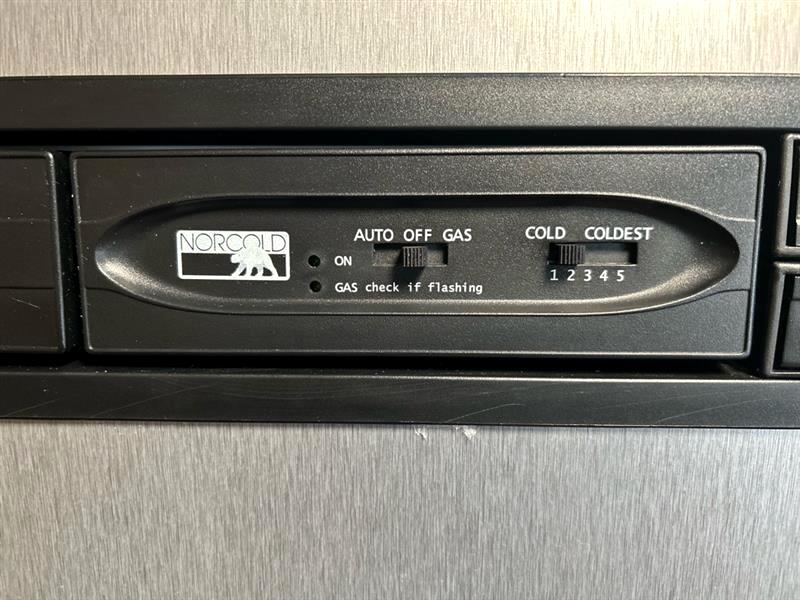 NORCOLD
AUTO OFF GAS
COLD COLDEST
ON
1 2 3 4 5
GAS check if flashing